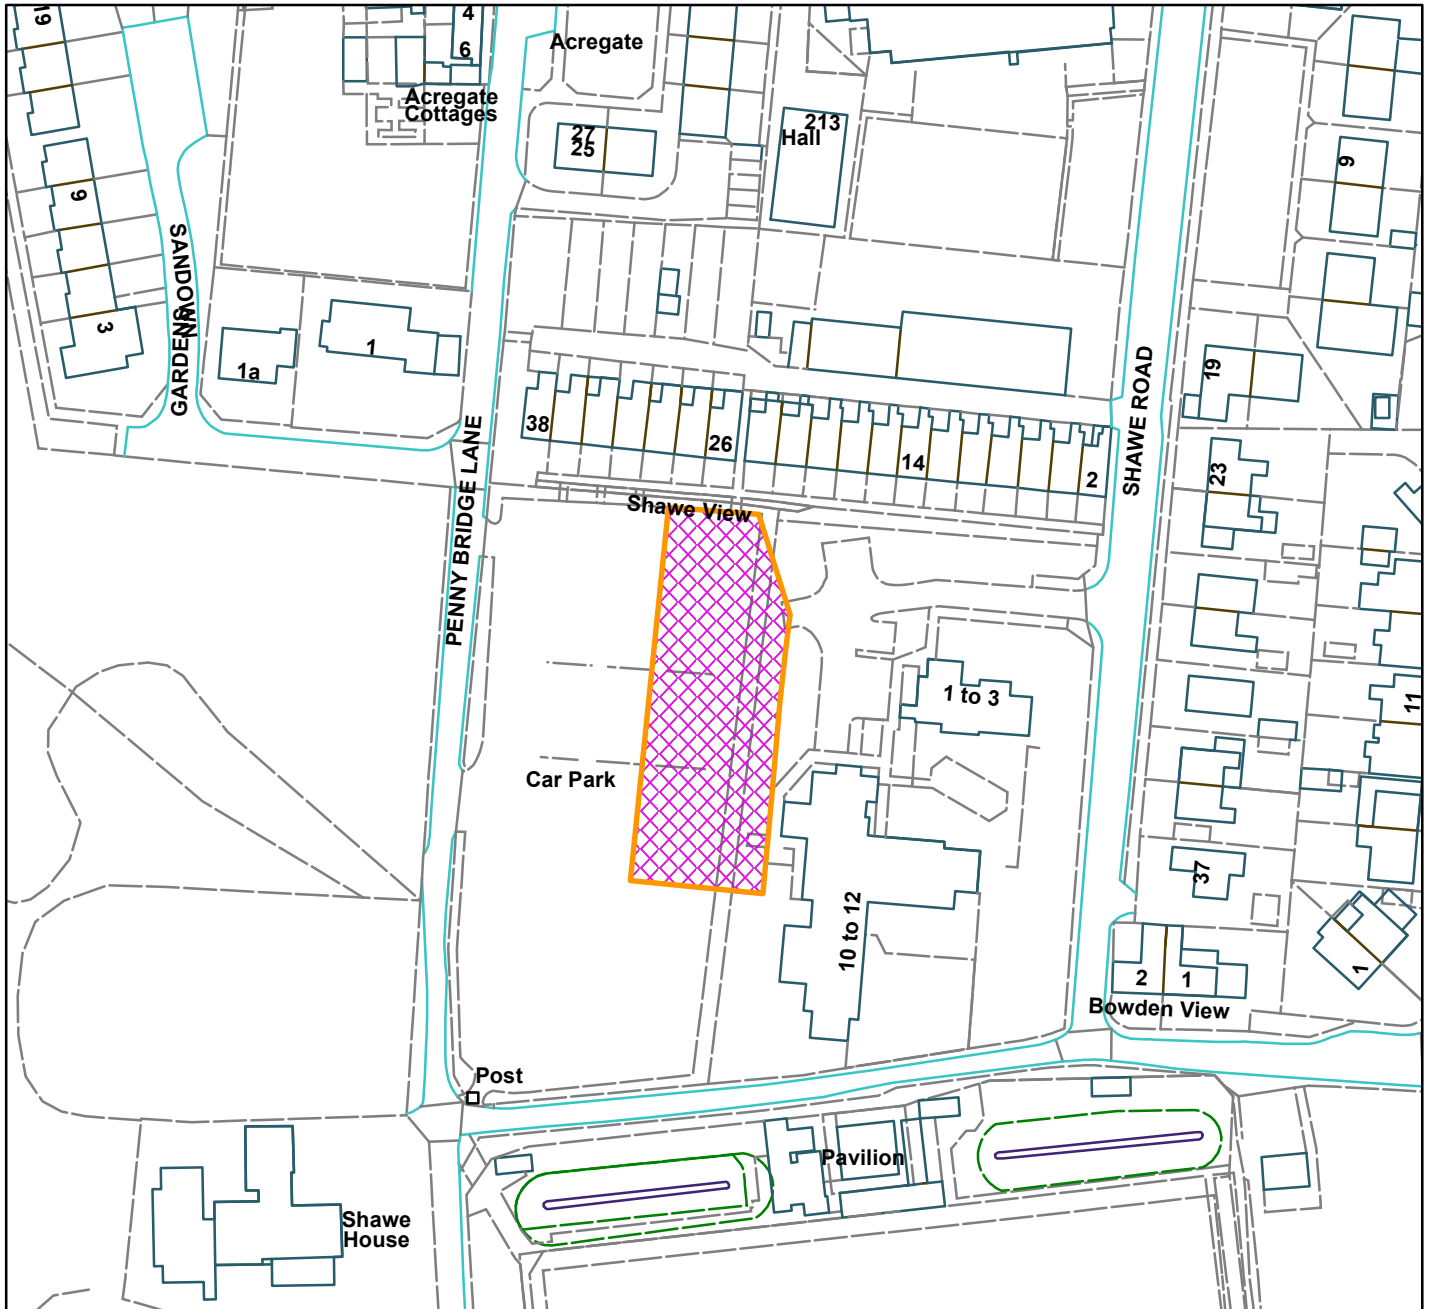 19
4
6
Acregate
Acregate
Cottages
27
25
213
Hall
9
9
SANDOWN
GARDENS
3
1a
1
38
26
14
2
SHAWE ROAD
19
23
PENNY BRIDGE LANE
Shawe View
1 to 3
11
Car Park
37
10 to 12
2
1
1
Bowden View
Post
Pavilion
Shawe
House